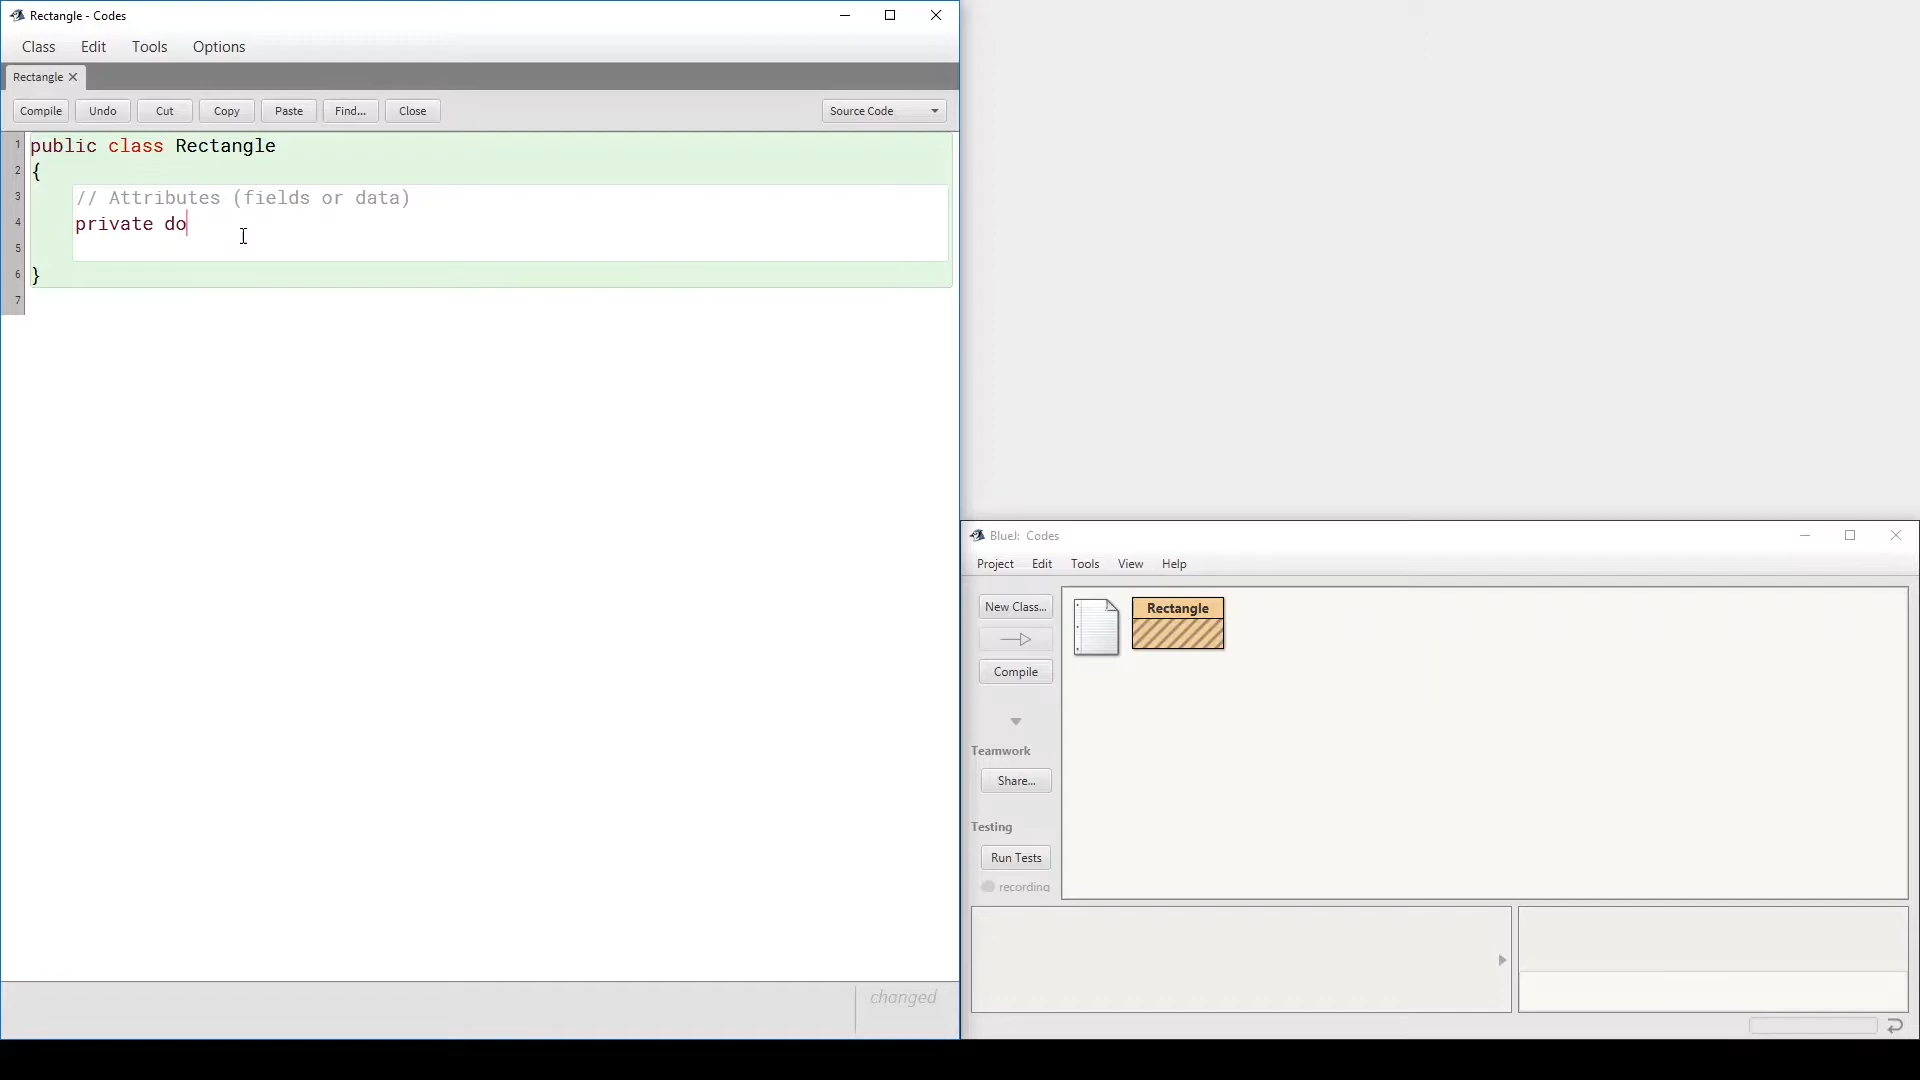 Rectangle - Codes
Class Edit Tools Options
Rectangle
Compile Undo Cut Copy Paste Find... Close Source Code
1 public class Rectangle
2 {
3 // Attributes (fields or data)
4 private do
5
6 }
7
changed
BlueJ: Codes
Project Edit Tools View Help
New Class...
Rectangle
Compile
Teamwork
Share...
Testing
Run Tests
recording